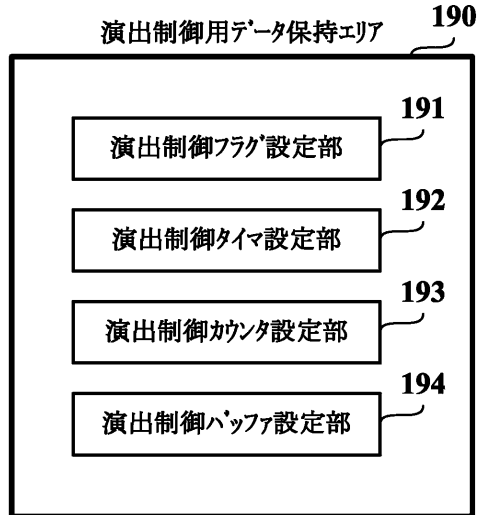 190
演出制御用データ保持エリア
191
演出制御フラグ設定部
192
演出制御タイマ設定部
193
演出制御カウンタ設定部
194
演出制御バッファ設定部